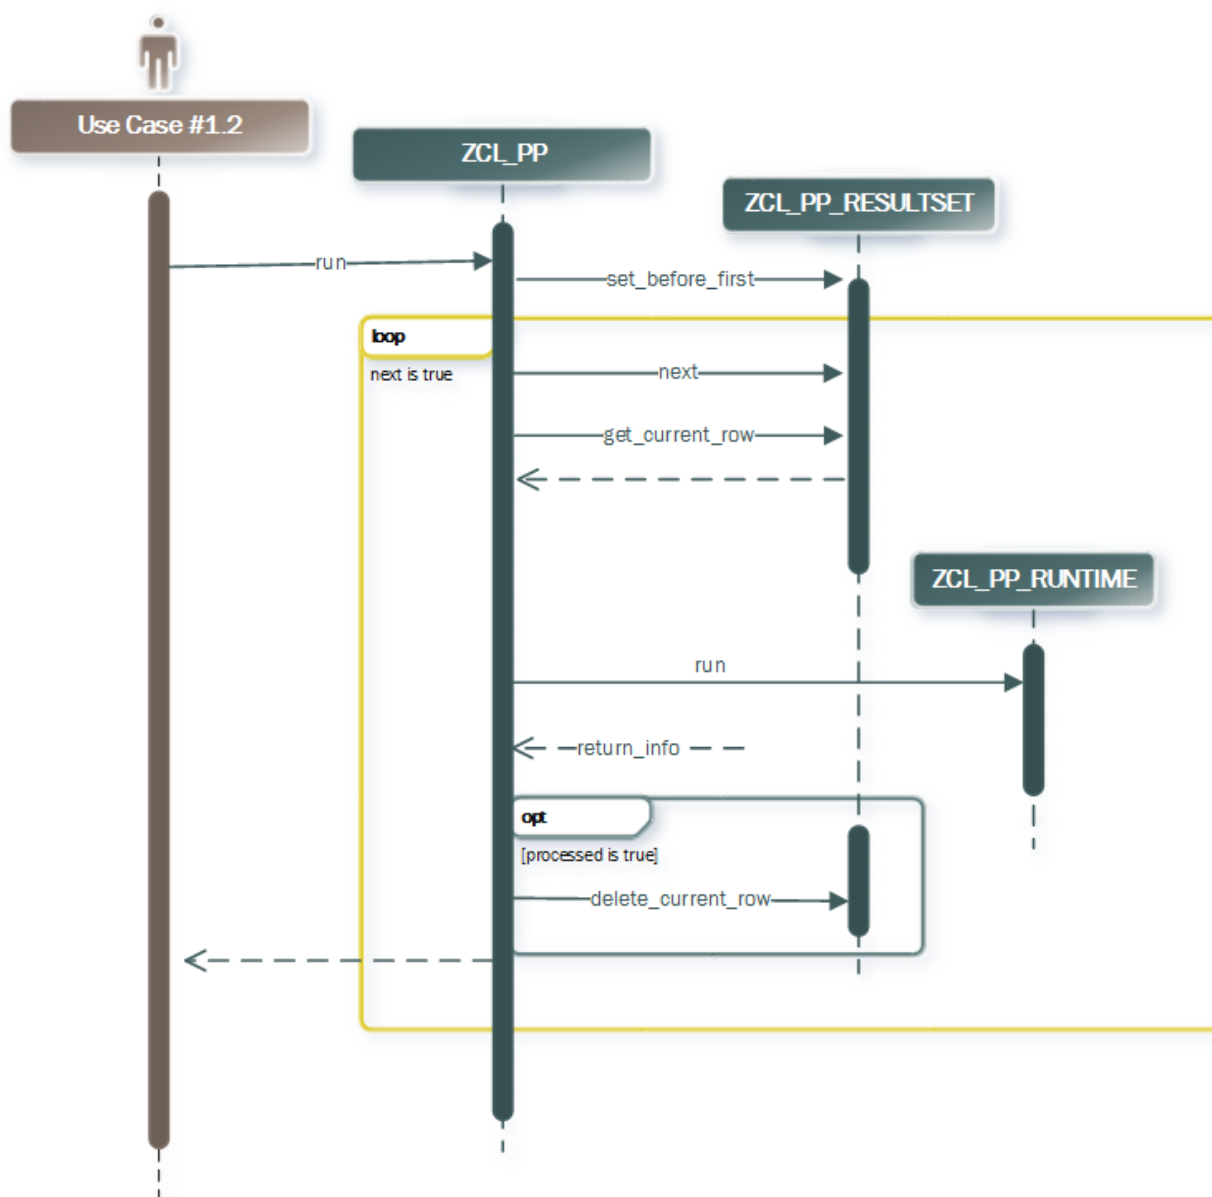 Use Case #1.2
ZCL_PP
ZCL_PP_RESULTSET
run
set_before_first
loop
next is true
next
get_current_row
ZCL_PP_RUNTIME
run
return_info
opt
[processed is true]
delete_current_row